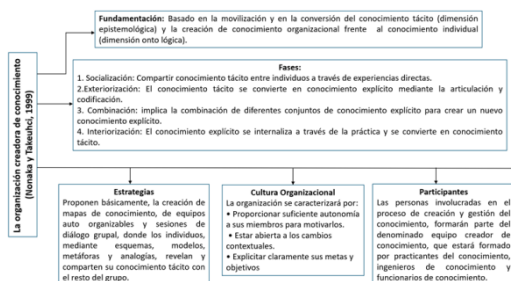 La organización creadora de conocimiento
(Nonaka y Takeuhci, 1999)
Fundamentación: Basado en la movilización y en la conversión del conocimiento tácito (dimensión
epistemológica) y la creación de conocimiento organizacional frente al conocimiento individual
(dimensión onto lógica).
Fases:
1. Socialización: Compartir conocimiento tácito entre individuos a través de experiencias directas.
2.Exteriorización: El conocimiento tácito se convierte en conocimiento explícito mediante la articulación y
codificación.
3. Combinación: implica la combinación de diferentes conjuntos de conocimiento explícito para crear un nuevo
conocimiento explícito.
4. Interiorización: El conocimiento explícito se internaliza a través de la práctica y se convierte en conocimiento
tácito.
Estrategias
Proponen básicamente, la creación de
mapas de conocimiento, de equipos
auto organizables y sesiones de
diálogo grupal, donde los individuos,
mediante esquemas, modelos,
metáforas y analogías, revelan y
comparten su conocimiento tácito con
el resto del grupo.
Cultura Organizacional
La organización se caracterizará por:
• Proporcionar suficiente autonomía
a sus miembros para motivarlos.
• Estar abierta a los cambios
contextuales.
• Explicitar claramente sus metas y
objetivos
Participantes
Las personas involucradas en el
proceso de creación y gestión del
conocimiento, formarán parte del
denominado equipo creador de
conocimiento, que estará formado
por practicantes del conocimiento,
ingenieros de conocimiento y
funcionarios de conocimiento.